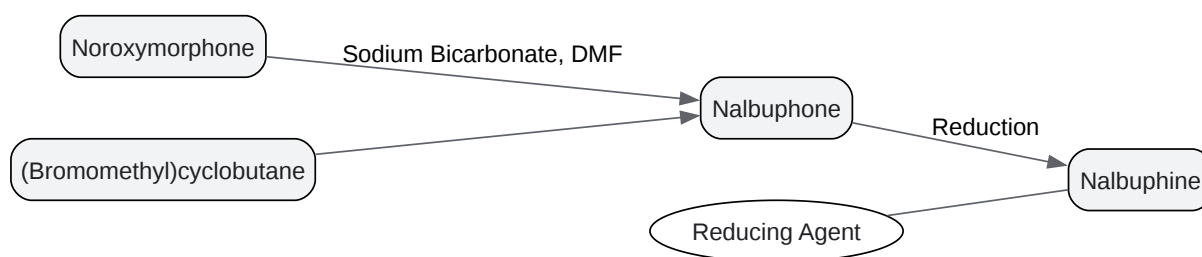 Noroxymorphone
Sodium Bicarbonate, DMF
Nalbuphone
(Bromomethyl)cyclobutane
Reduction
Nalbuphine
Reducing Agent